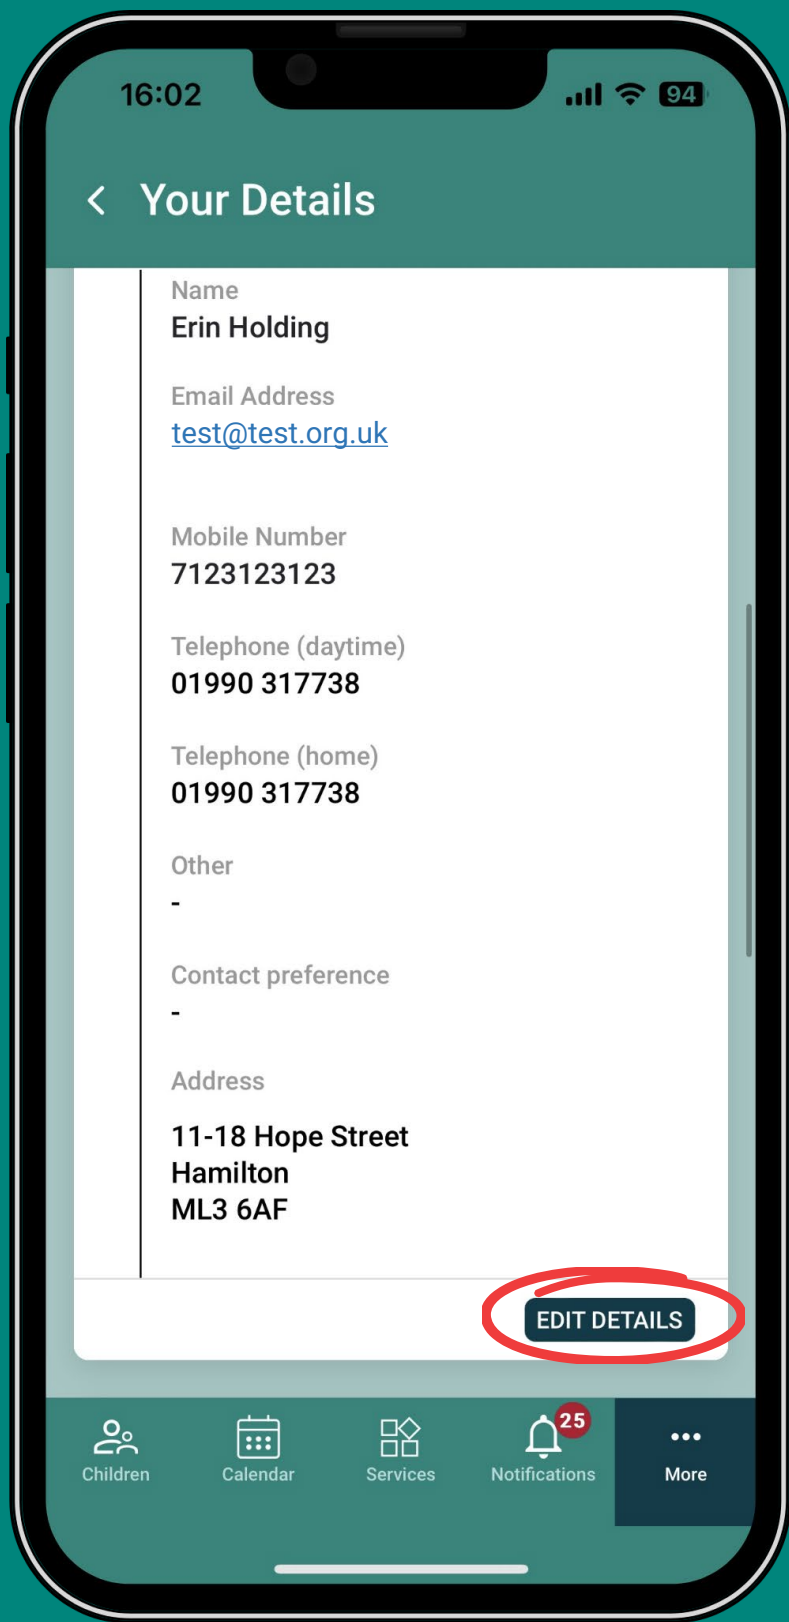 16:02
94
Your Details
Name
Erin Holding
Email Address
test@test.org.uk
Mobile Number
7123123123
Telephone (daytime)
01990 317738
Telephone (home)
01990 317738
Other
-
Contact preference
-
Address
11-18 Hope Street
Hamilton
ML3 6AF
EDIT DETAILS
25
Children
Calendar
Services
Notifications
More